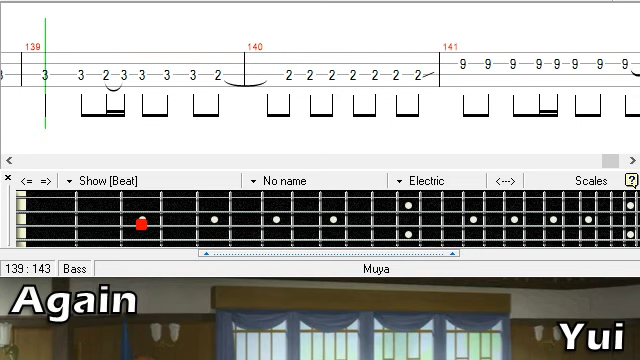 139 140 141
3 3 3 2 3 3 3 2 2 2 2 2 2 2 2 9 9 9 9 9 9 9 9
<= => Show [Beat] No name Electric <---> Scales ?
139 : 143 Bass Muya
Again
Yui